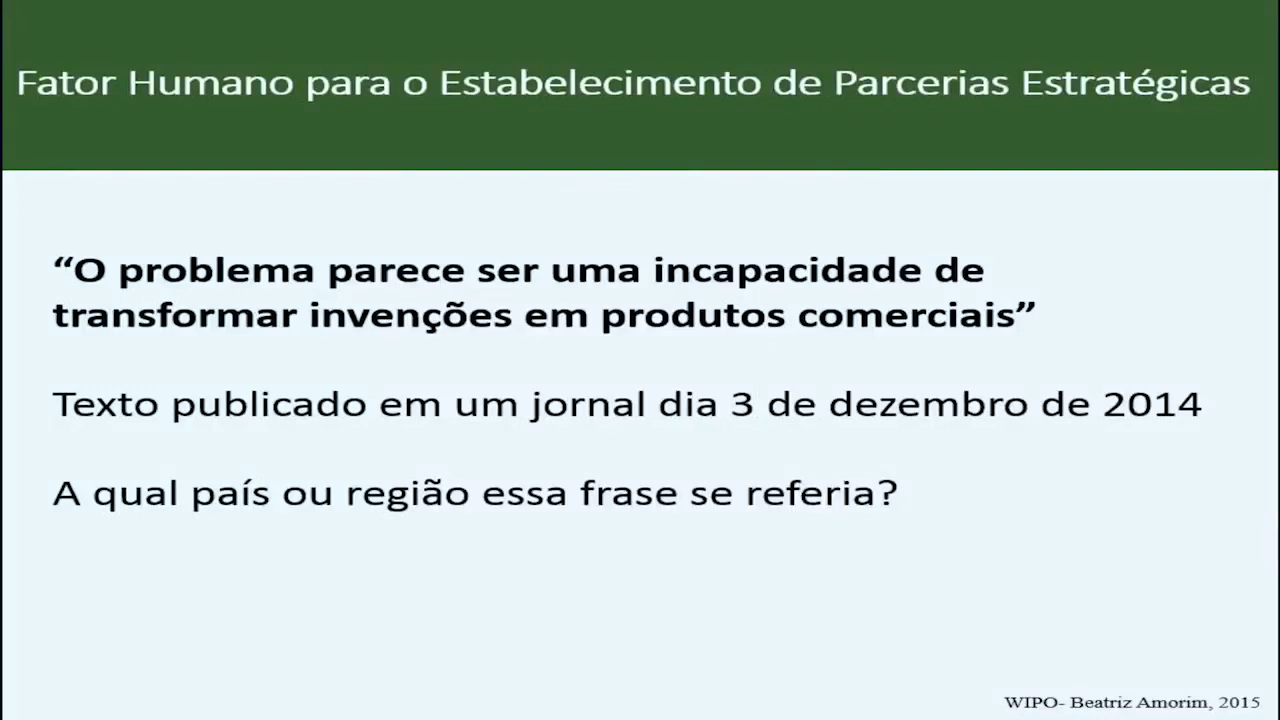 Fator Humano para o Estabelecimento de Parcerias Estratégicas
“O problema parece ser uma incapacidade de
transformar invenções em produtos comerciais”
Texto publicado em um jornal dia 3 de dezembro de 2014
A qual país ou região essa frase se referia?
WIPO- Beatriz Amorim, 2015